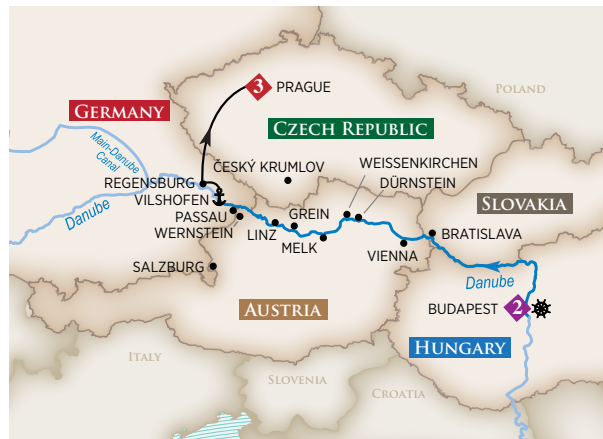 POLAND
3
PRAGUE
GERMANY
CZECH REPUBLIC
Main-Danube
Canal
WEISSENKIRCHEN
ČESKÝ KRUMLOV
REGENSBURG
DÜRNSTEIN
VILSHOFEN
SLOVAKIA
Danube
PASSAU
GREIN
WERNSTEIN
LINZ
BRATISLAVA
MELK
VIENNA
SALZBURG
Danube
AUSTRIA
BUDAPEST
2
HUNGARY
ITALY
SLOVENIA
CROATIA